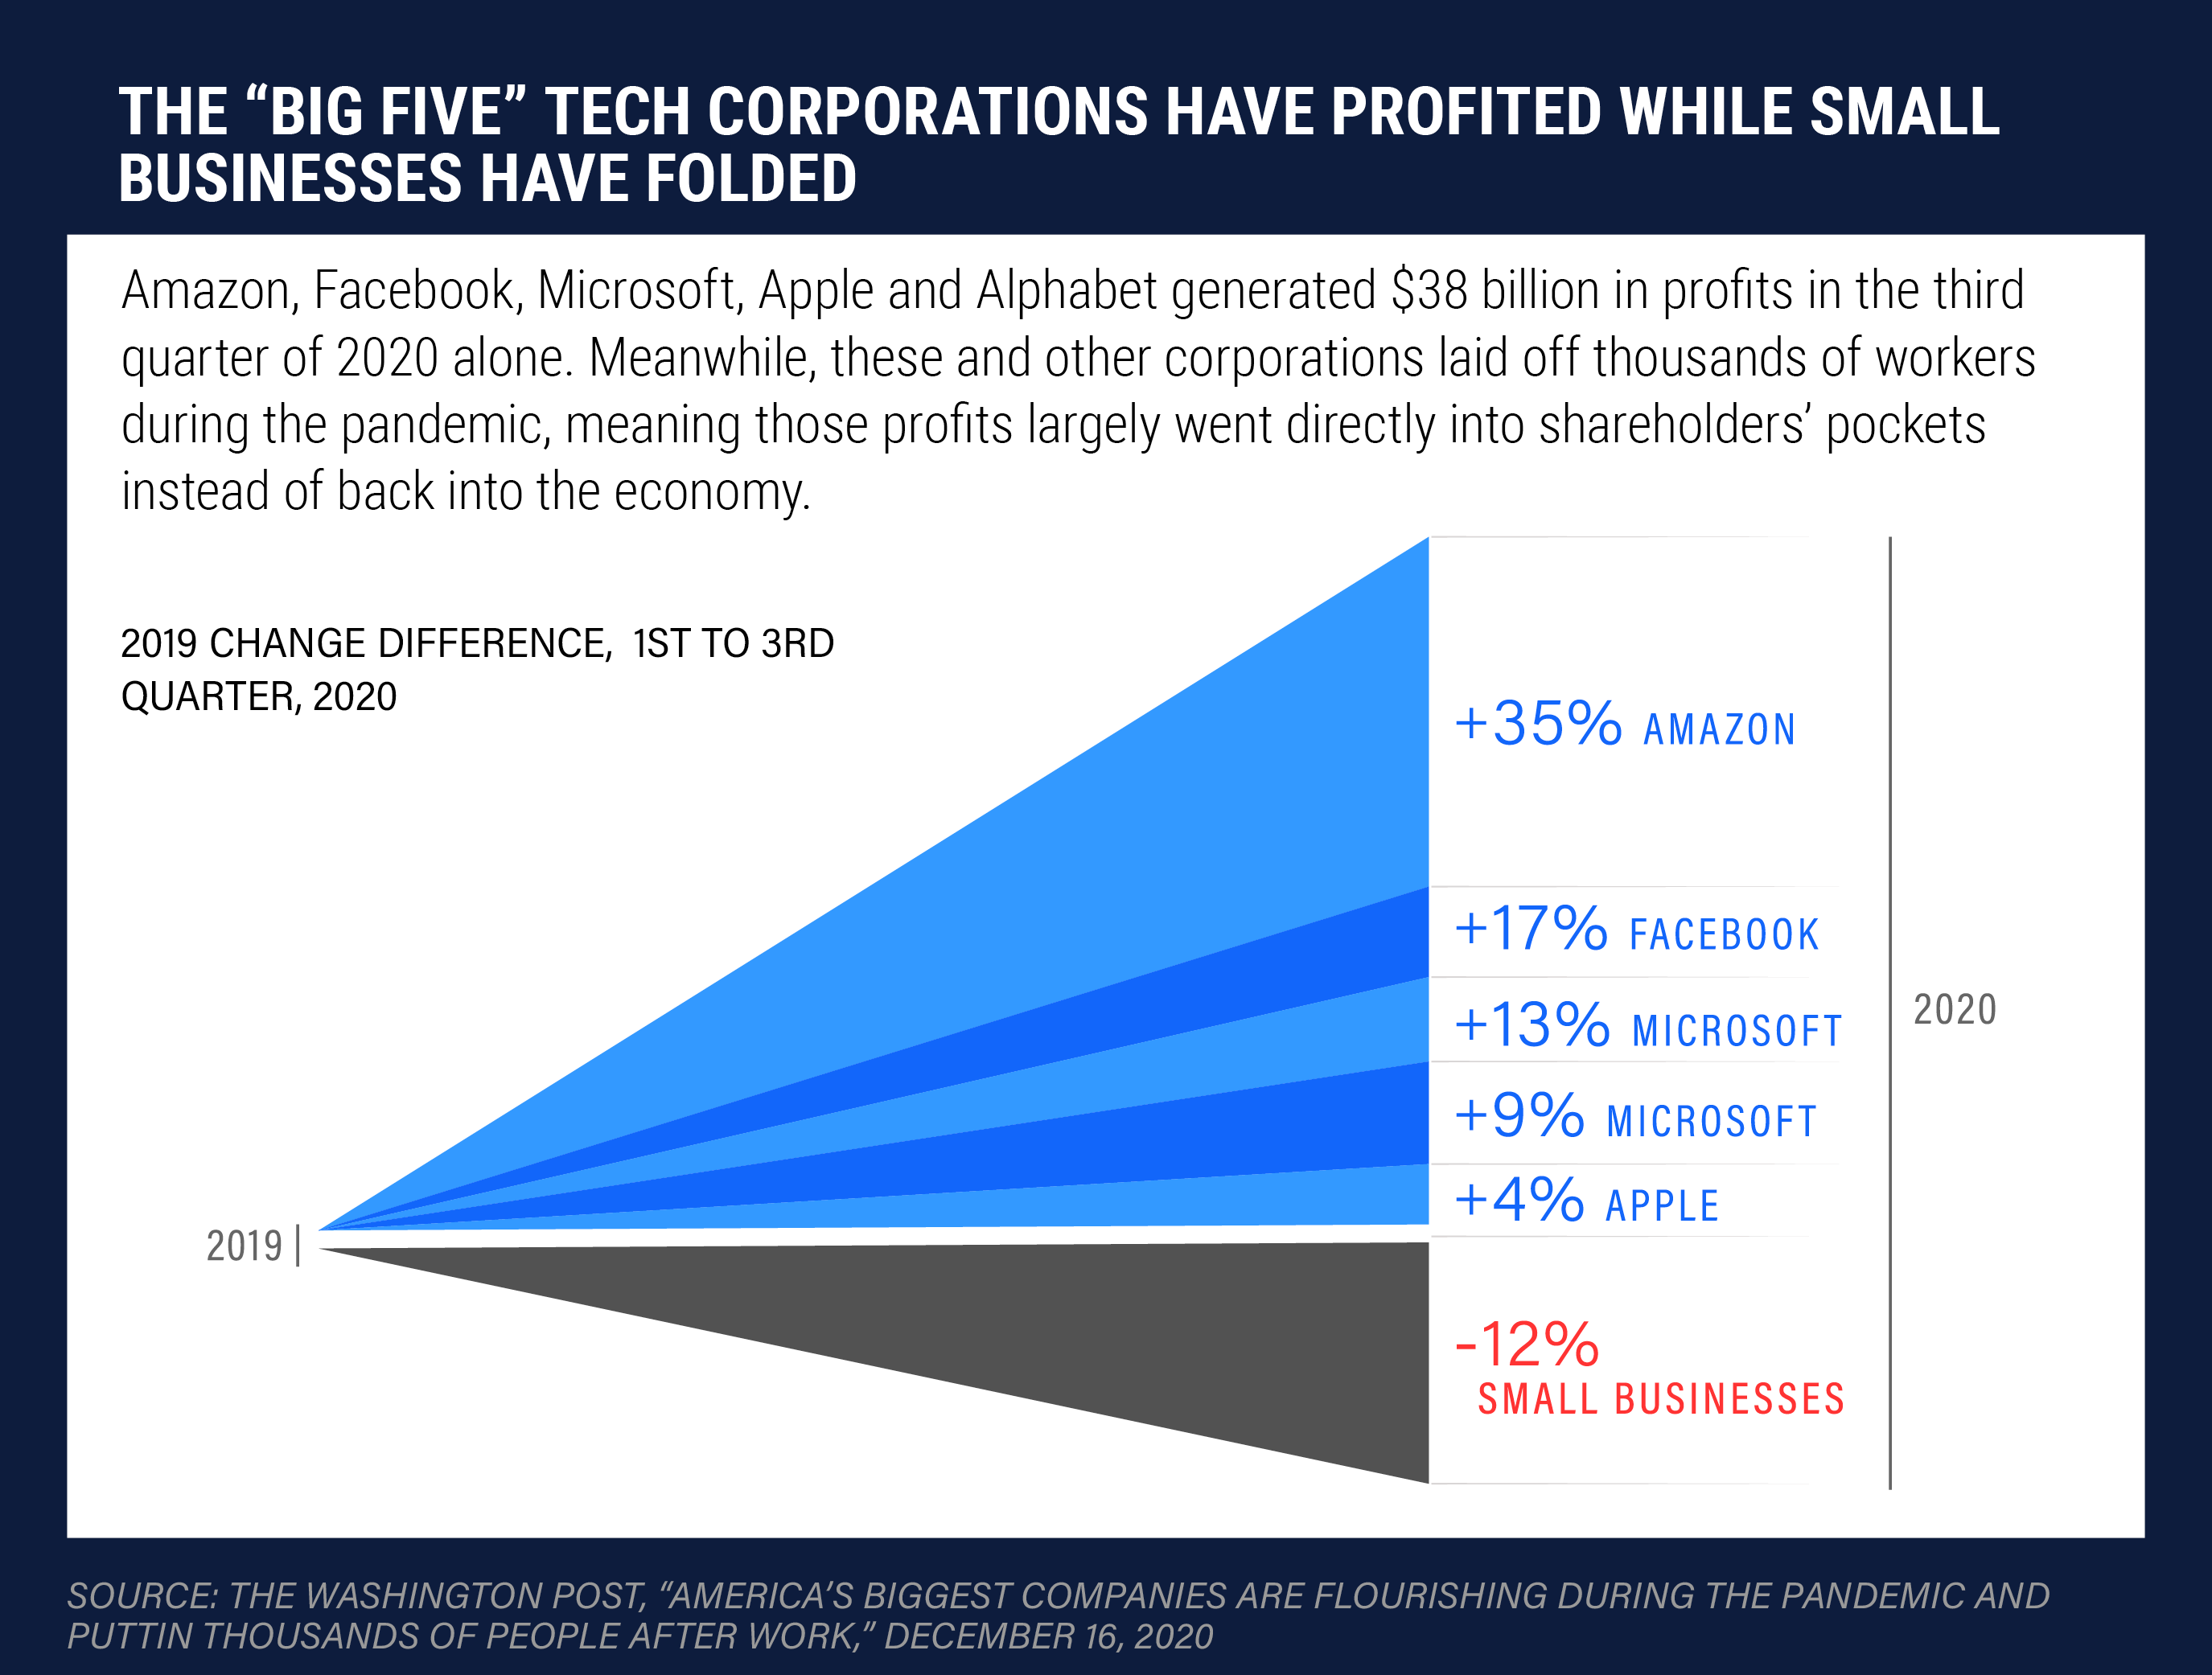 THE “BIG FIVE” TECH CORPORATIONS HAVE PROFITED WHILE SMALL
BUSINESSES HAVE FOLDED
Amazon, Facebook, Microsoft, Apple and Alphabet generated $38 billion in profits in the third
quarter of 2020 alone. Meanwhile, these and other corporations laid off thousands of workers
during the pandemic, meaning those profits largely went directly into shareholders’ pockets
instead of back into the economy.
2019 CHANGE DIFFERENCE,  1ST TO 3RD
QUARTER, 2020
+35% AMAZON
+17% FACEBOOK
+13% MICROSOFT
+9% MICROSOFT
+4% APPLE
2020
2019
-12%
SMALL BUSINESSES
SOURCE: THE WASHINGTON POST, “AMERICA’S BIGGEST COMPANIES ARE FLOURISHING DURING THE PANDEMIC AND
PUTTIN THOUSANDS OF PEOPLE AFTER WORK,” DECEMBER 16, 2020